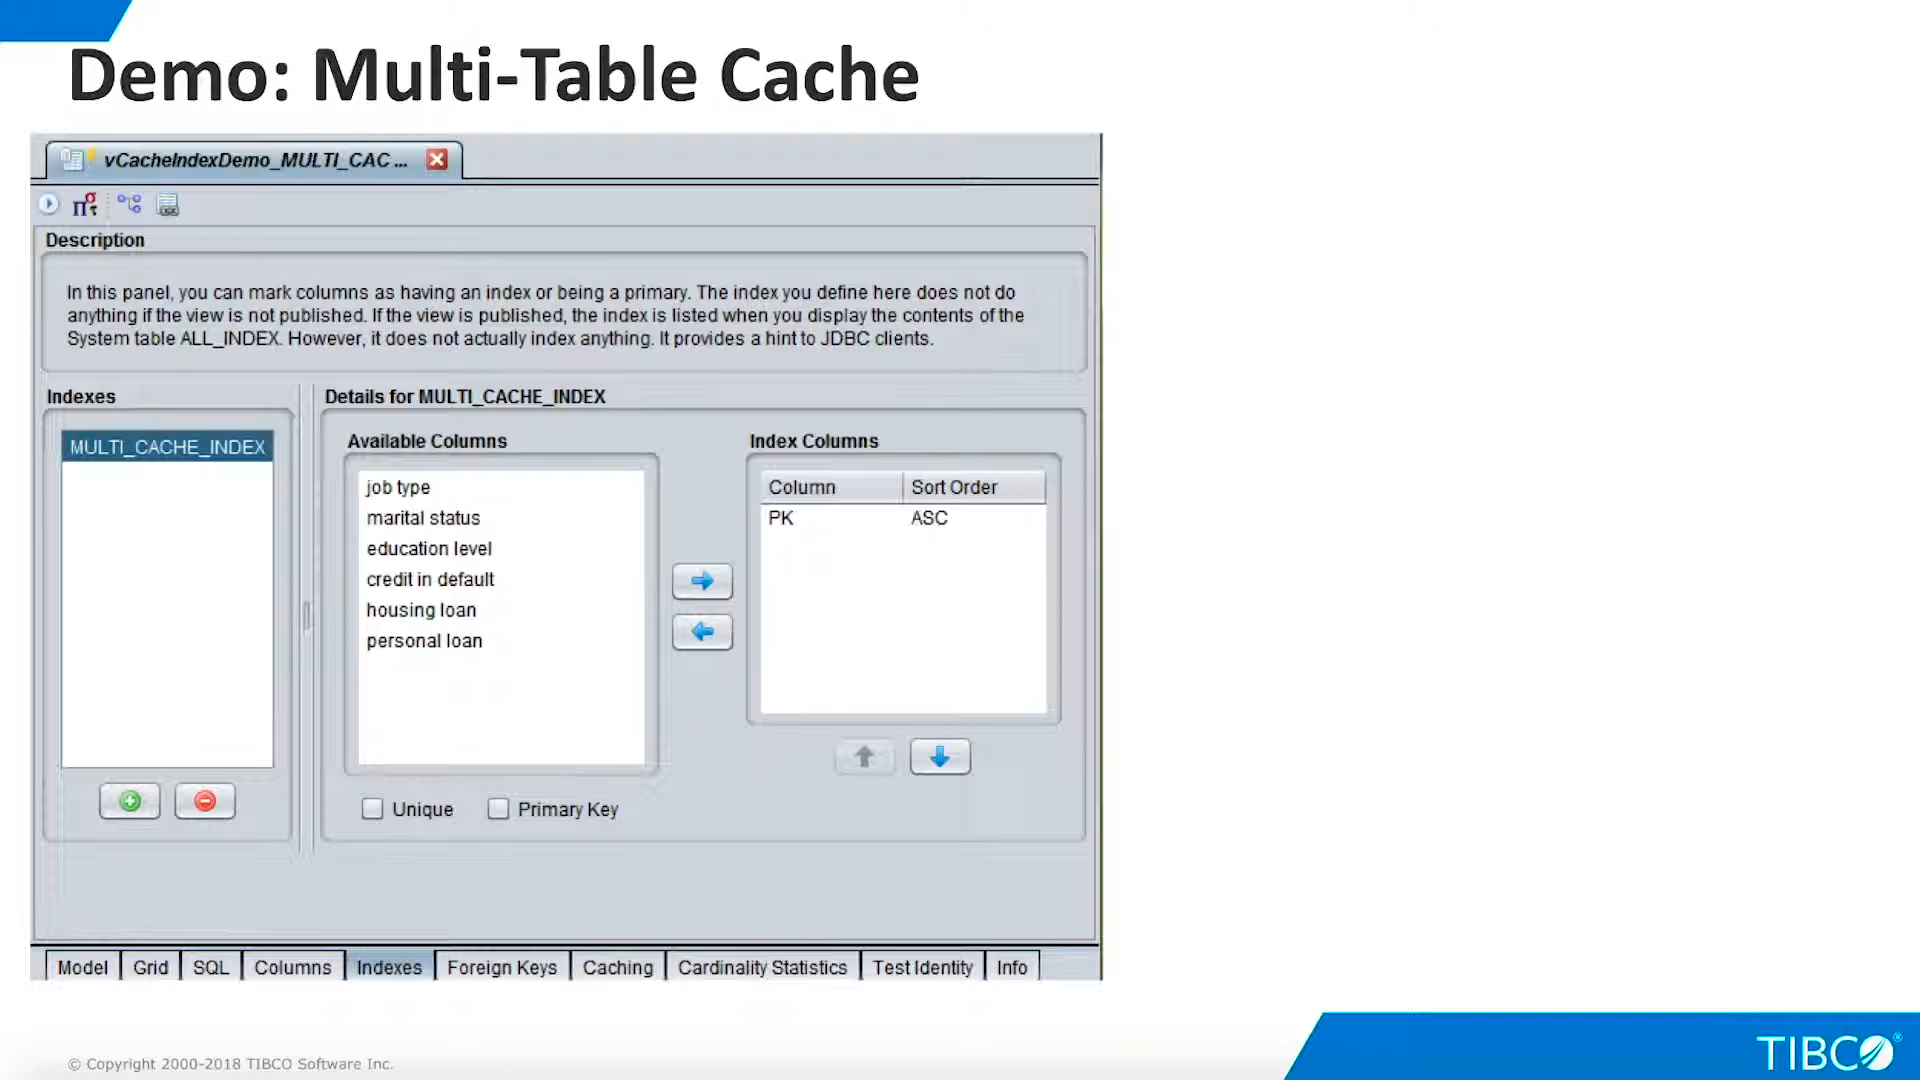 Demo: Multi-Table Cache
vCacheIndexDemo_MULTI_CAC ...
Description
In this panel, you can mark columns as having an index or being a primary. The index you define here does not do
anything if the view is not published. If the view is published, the index is listed when you display the contents of the
System table ALL_INDEX. However, it does not actually index anything. It provides a hint to JDBC clients.
Indexes
Details for MULTI_CACHE_INDEX
MULTI_CACHE_INDEX
Available Columns
job type
marital status
education level
credit in default
housing loan
personal loan
Index Columns
Column Sort Order
PK ASC
Unique Primary Key
Model Grid SQL Columns Indexes Foreign Keys Caching Cardinality Statistics Test Identity Info
© Copyright 2000-2018 TIBCO Software Inc.
TIBCO®